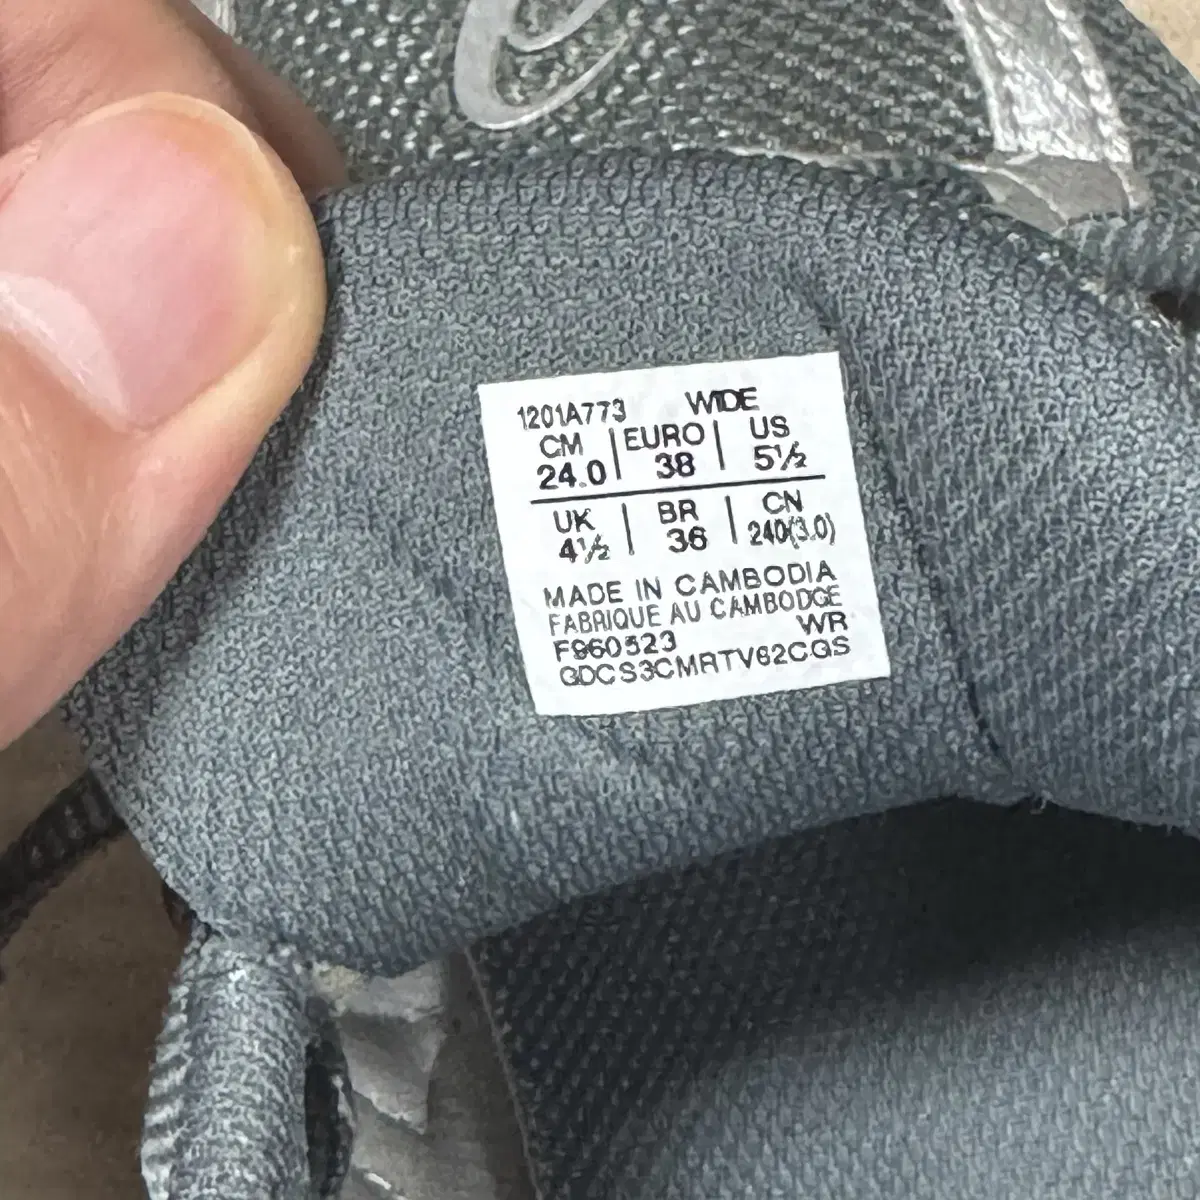 1201A773 WIDE
CM EURO US
24.0 38 5½
UK BR CN
4½ 36 240(3.0)
MADE IN CAMBODIA
FABRIQUE AU CAMBODGE
F960523 WR
GDCS3CMRTV62CGS